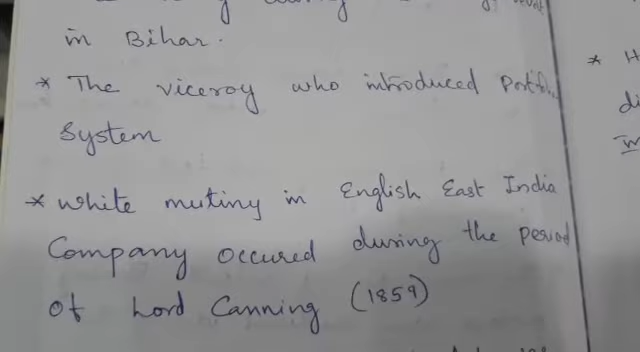 in Bihar.
* The viceroy who introduced
System
* White mutiny in English East India
Company occured during the period
of Lord Canning (1859)
* H
di